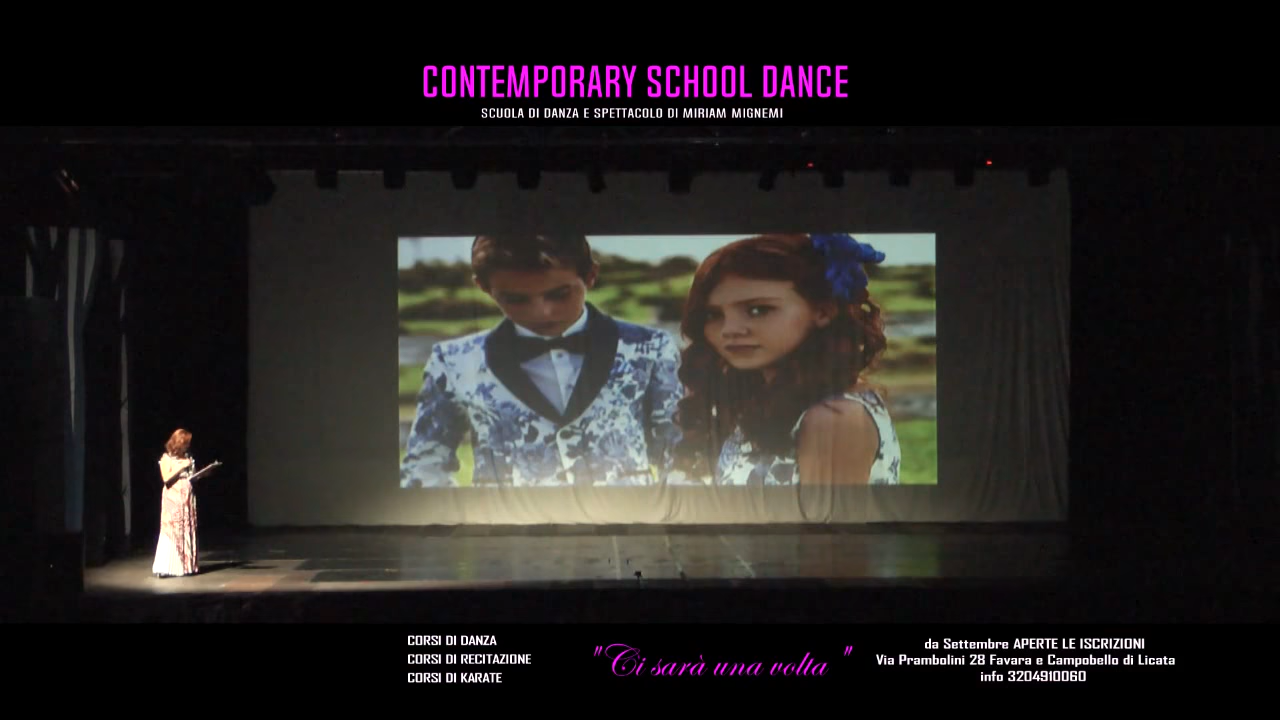 CONTEMPORARY SCHOOL DANCE
SCUOLA DI DANZA E SPETTACOLO DI MIRIAM MIGNEMI
CORSI DI DANZA
CORSI DI RECITAZIONE
CORSI DI KARATE
"Ci sarà una volta "
da Settembre APERTE LE ISCRIZIONI
Via Prambolini 28 Favara e Campobello di Licata
info 3204910060